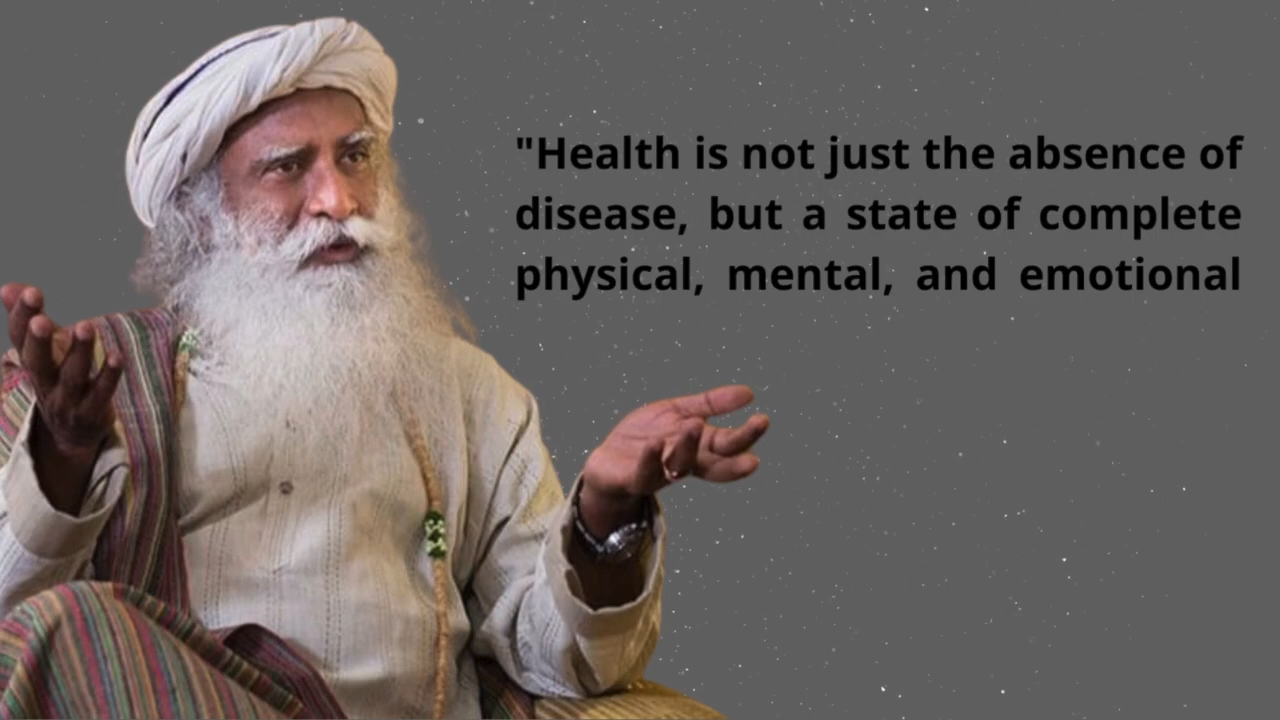 "Health is not just the absence of
disease, but a state of complete
physical, mental, and emotional